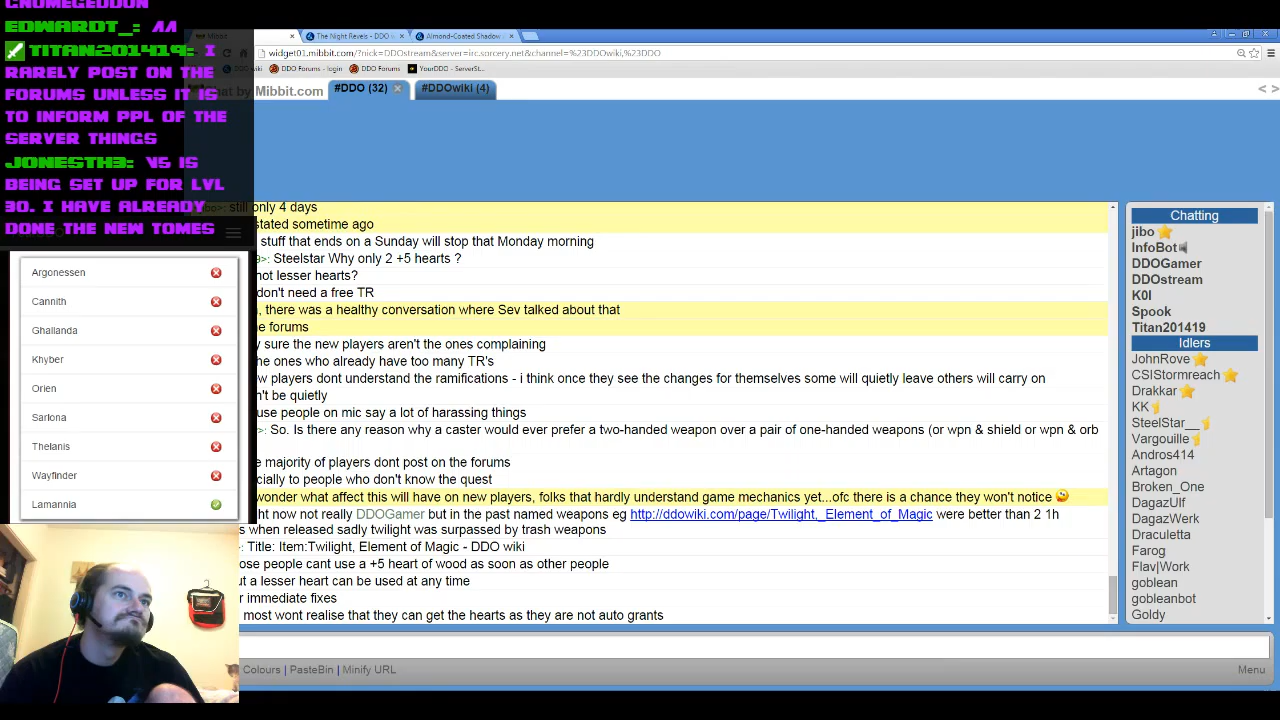 GNOMEGEDDON
EDWARDT_: ^^
TITAN201419: I
RARELY POST ON THE
FORUMS UNLESS IT IS
TO INFORM PPL OF THE
SERVER THINGS
JONESTH3: V5 IS
BEING SET UP FOR LVL
30. I HAVE ALREADY
DONE THE NEW TOMES
Argonessen
Cannith
Ghallanda
Khyber
Orien
Sarlona
Thelanis
Wayfinder
Lamannia
Mibbit
The Night Revels - DDO w
Almond-Coated Shadow
widget01.mibbit.com/?nick=DDOstream&server=irc.sorcery.net&channel=%23DDOwiki,%23DDO
DDO Forums - login
DDO Forums
YourDDO - ServerSt...
hat by Mibbit.com
#DDO (32)
#DDOwiki (4)
< >
still only 4 days
stated sometime ago
stuff that ends on a Sunday will stop that Monday morning
>: Steelstar Why only 2 +5 hearts ?
not lesser hearts?
don't need a free TR
, there was a healthy conversation where Sev talked about that
e forums
y sure the new players aren't the ones complaining
he ones who already have too many TR's
w players dont understand the ramifications - i think once they see the changes for themselves some will quietly leave others will carry on
n't be quietly
use people on mic say a lot of harassing things
>: So. Is there any reason why a caster would ever prefer a two-handed weapon over a pair of one-handed weapons (or wpn & shield or wpn & orb
e majority of players dont post on the forums
cially to people who don't know the quest
wonder what affect this will have on new players, folks that hardly understand game mechanics yet...ofc there is a chance they won't notice
ht now not really DDOGamer but in the past named weapons eg http://ddowiki.com/page/Twilight,_Element_of_Magic were better than 2 1h
s when released sadly twilight was surpassed by trash weapons
: Title: Item:Twilight, Element of Magic - DDO wiki
ose people cant use a +5 heart of wood as soon as other people
ut a lesser heart can be used at any time
r immediate fixes
most wont realise that they can get the hearts as they are not auto grants
Colours | PasteBin | Minify URL
Menu
Chatting
jibo
InfoBot
DDOGamer
DDOstream
K0l
Spook
Titan201419
Idlers
JohnRove
CSIStormreach
Drakkar
KK
SteelStar__
Vargouille
Andros414
Artagon
Broken_One
DagazUlf
DagazWerk
Draculetta
Farog
Flav|Work
goblean
gobleanbot
Goldy